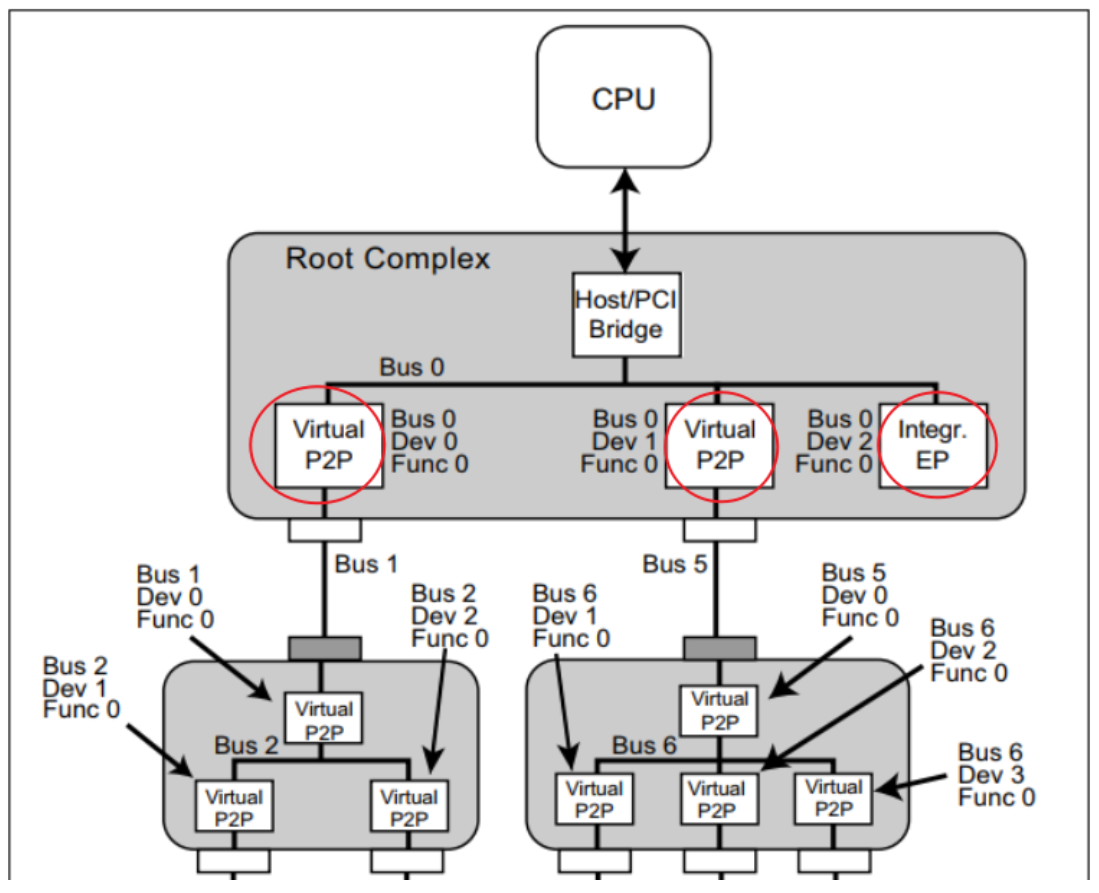 CPU
Root Complex
Host/PCI
Bridge
Bus 0
Virtual
P2P
Bus 0
Dev 0
Func 0
Bus 0
Dev 1
Func 0
Virtual
P2P
Bus 0
Dev 2
Func 0
Integr.
EP
Bus 1
Bus 5
Bus 1
Dev 0
Func 0
Bus 2
Dev 2
Func 0
Bus 6
Dev 1
Func 0
Bus 5
Dev 0
Func 0
Bus 6
Dev 2
Func 0
Bus 2
Dev 1
Func 0
Virtual
P2P
Bus 2
Virtual
P2P
Virtual
P2P
Virtual
P2P
Bus 6
Virtual
P2P
Virtual
P2P
Virtual
P2P
Bus 6
Dev 3
Func 0